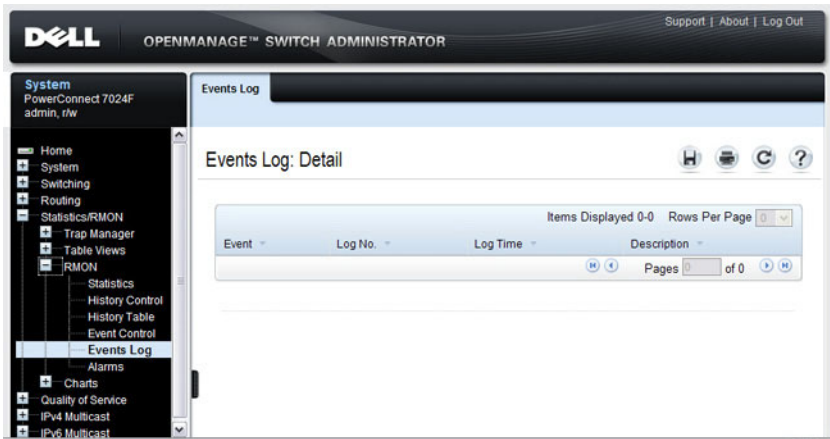 Support | About | Log Out
DELL OPENMANAGE™ SWITCH ADMINISTRATOR
System
PowerConnect 7024F
admin, r/w
Home
System
Switching
Routing
Statistics/RMON
Trap Manager
Table Views
RMON
Statistics
History Control
History Table
Event Control
Events Log
Alarms
Charts
Quality of Service
IPv4 Multicast
IPv6 Multicast
Events Log
Events Log: Detail
Items Displayed 0-0 Rows Per Page 0
Event Log No. Log Time Description
Pages 0 of 0